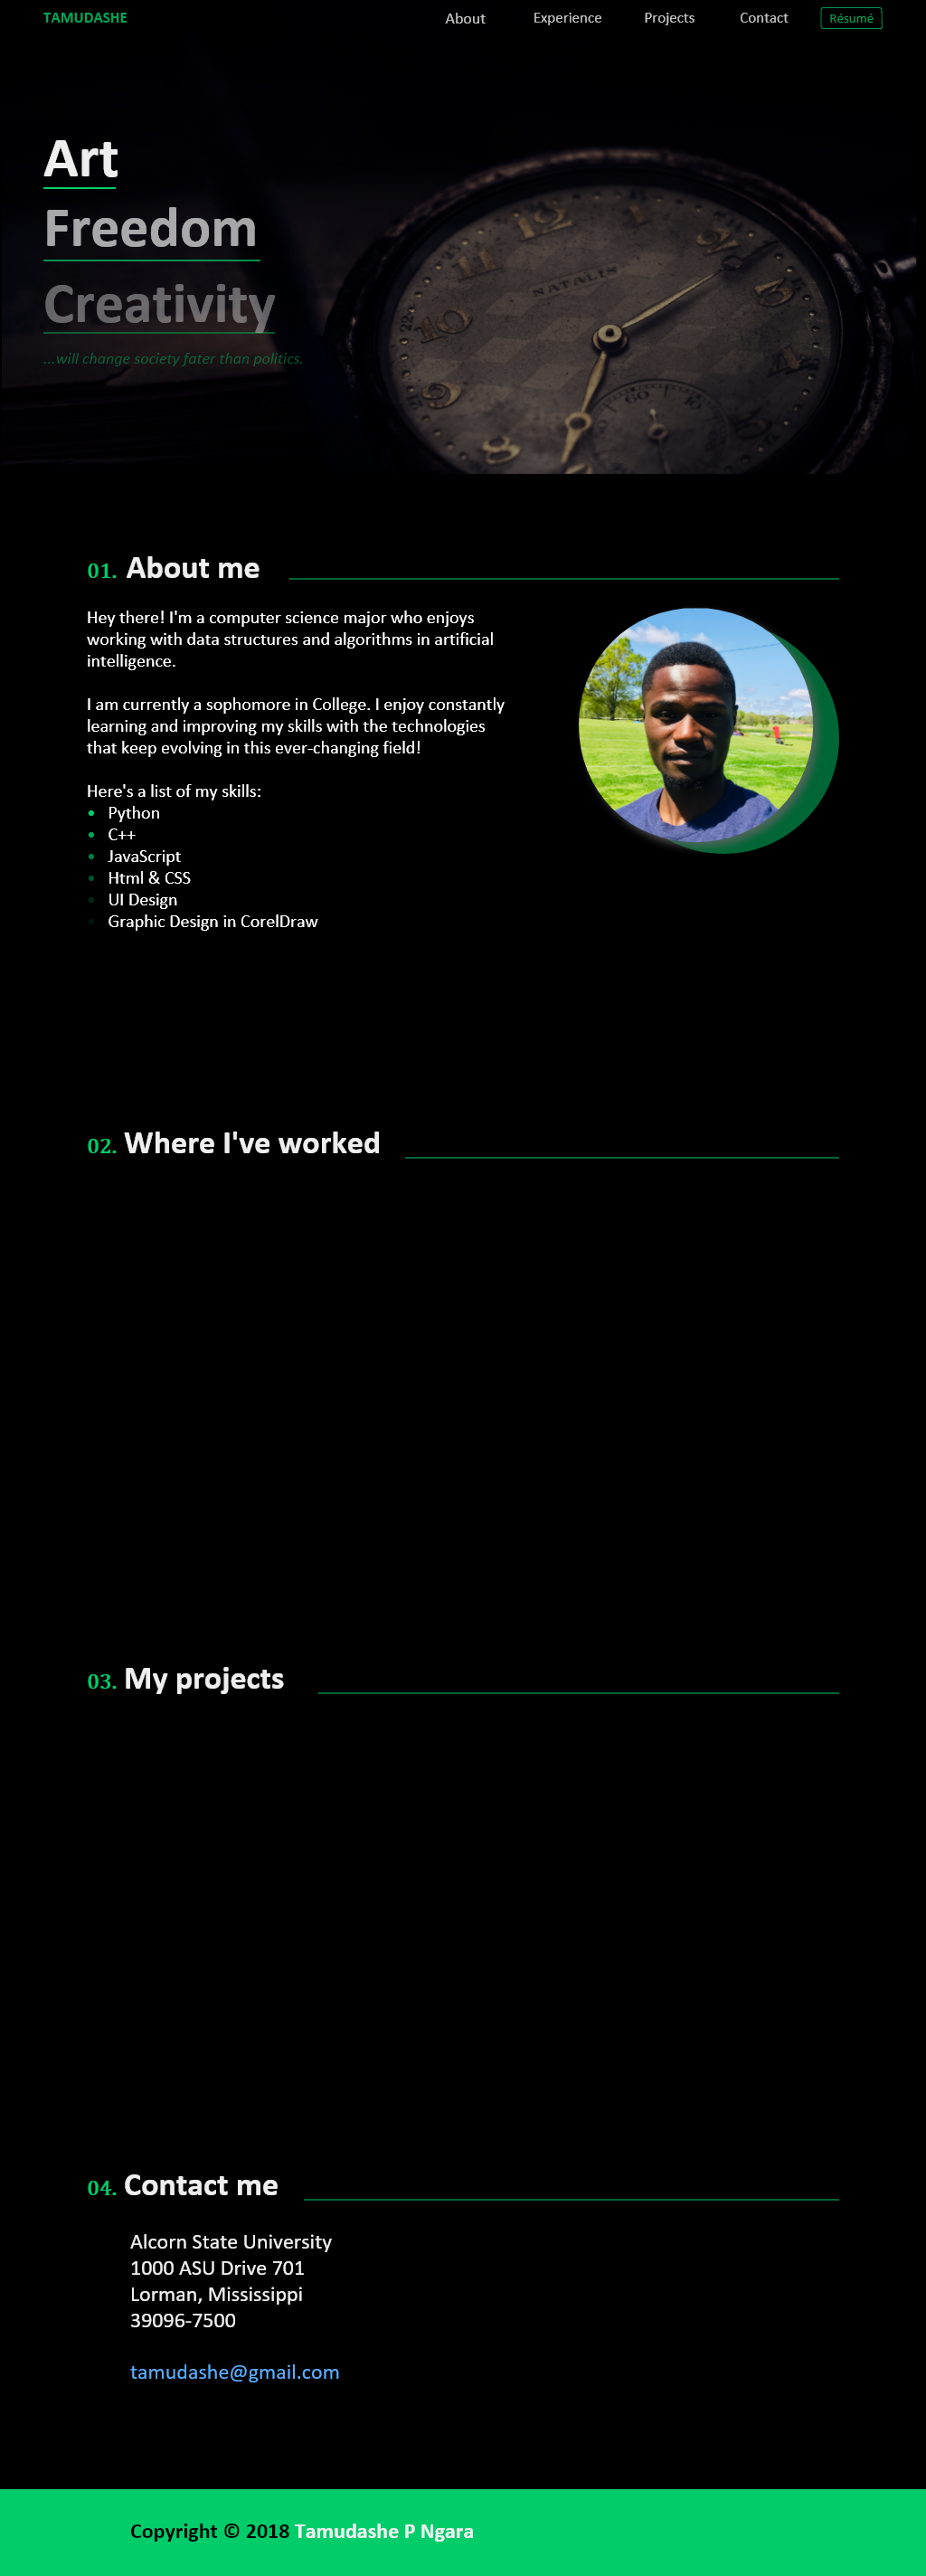 TAMUDASHE
About Experience Projects Contact Résumé
Art
Freedom
Creativity
...will change society fater than politics.
NATALIS
01. About me
Hey there! I'm a computer science major who enjoys
working with data structures and algorithms in artificial
intelligence.
I am currently a sophomore in College. I enjoy constantly
learning and improving my skills with the technologies
that keep evolving in this ever-changing field!
Here's a list of my skills:
• Python
• C++
• JavaScript
• Html & CSS
• UI Design
• Graphic Design in CorelDraw
02. Where I've worked
03. My projects
04. Contact me
Alcorn State University
1000 ASU Drive 701
Lorman, Mississippi
39096-7500
tamudashe@gmail.com
Copyright © 2018 Tamudashe P Ngara